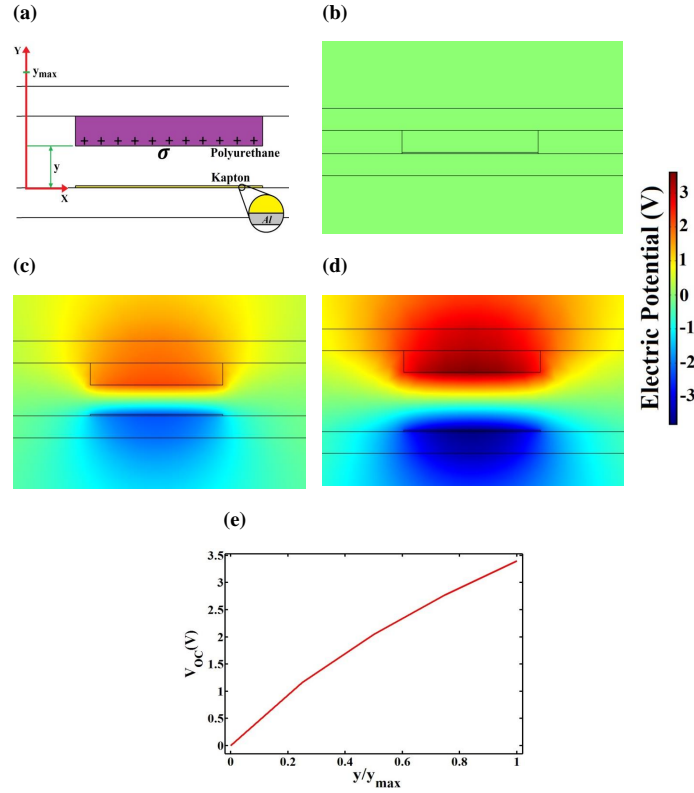 (a)
Y
y_max
σ
Polyurethane
y
Kapton
X
Al
(b)
(c)
(d)
Electric Potential (V)
3
2
1
0
-1
-2
-3
(e)
V_OC(V)
3.5
3
2.5
2
1.5
1
0.5
0
0
0.2
0.4
0.6
0.8
1
y/y_max